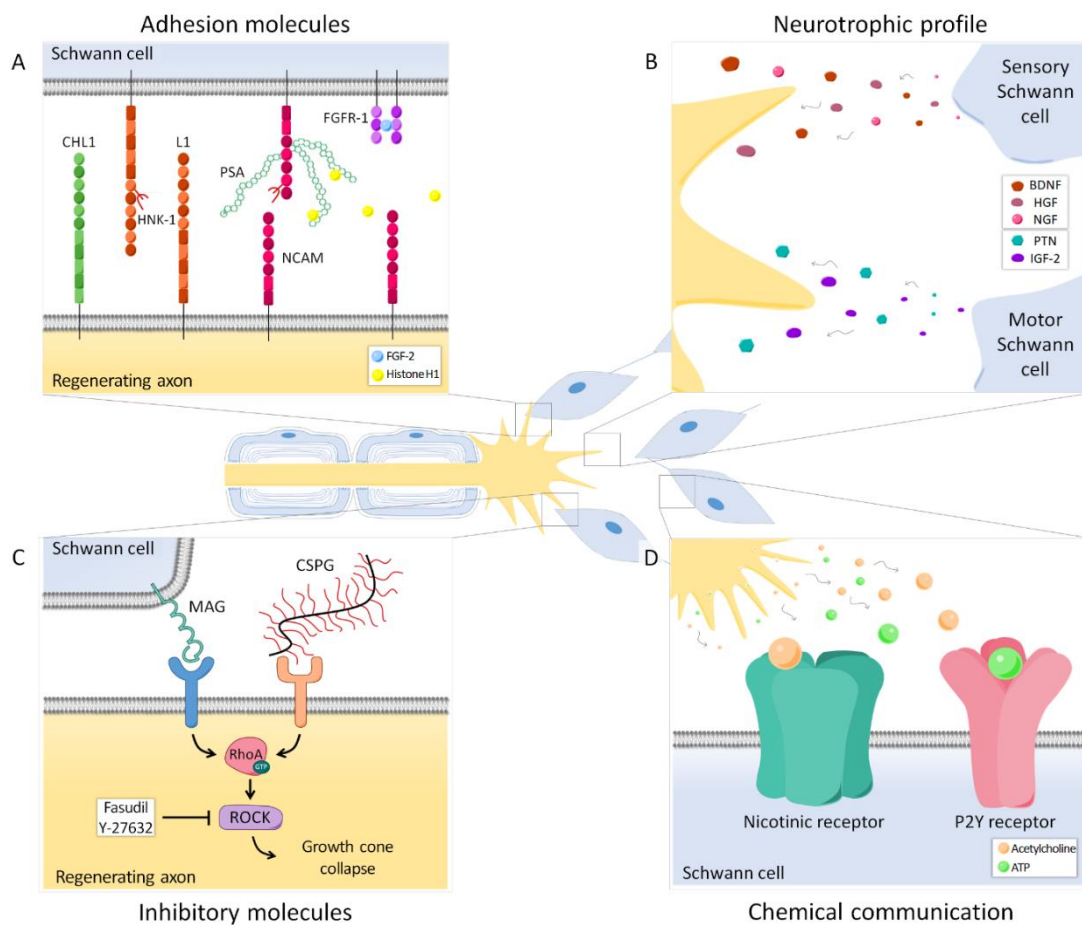 Adhesion molecules
A
Schwann cell
FGFR-1
CHL1
L1
PSA
HNK-1
NCAM
FGF-2
Histone H1
Regenerating axon
Neurotrophic profile
B
Sensory
Schwann
cell
BDNF
HGF
NGF
PTN
IGF-2
Motor
Schwann
cell
C
Schwann cell
CSPG
MAG
RhoA
GTP
Fasudil
Y-27632
ROCK
Growth cone
collapse
Regenerating axon
Inhibitory molecules
D
Nicotinic receptor
P2Y receptor
Acetylcholine
ATP
Schwann cell
Chemical communication